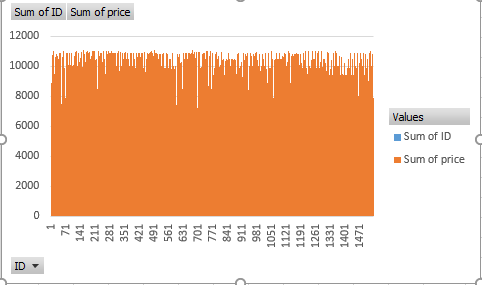 Sum of ID Sum of price
12000
10000
8000
6000
4000
2000
0
1 71 141 211 281 351 421 491 561 631 701 771 841 911 981 1051 1121 1191 1261 1331 1401 1471
Values
Sum of ID
Sum of price
ID